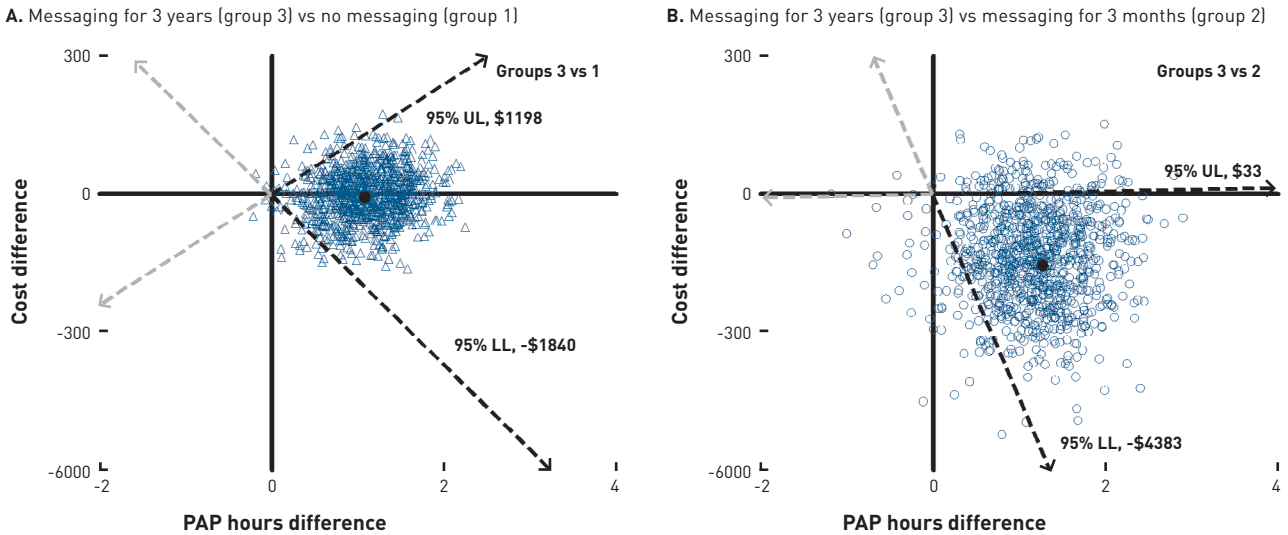 A. Messaging for 3 years (group 3) vs no messaging (group 1)
300
0
-300
-6000
Cost difference
-2
0
2
4
PAP hours difference
Groups 3 vs 1
95% UL, $1198
95% LL, -$1840
B. Messaging for 3 years (group 3) vs messaging for 3 months (group 2)
300
0
-300
-6000
Cost difference
-2
0
2
4
PAP hours difference
Groups 3 vs 2
95% UL, $33
95% LL, -$4383